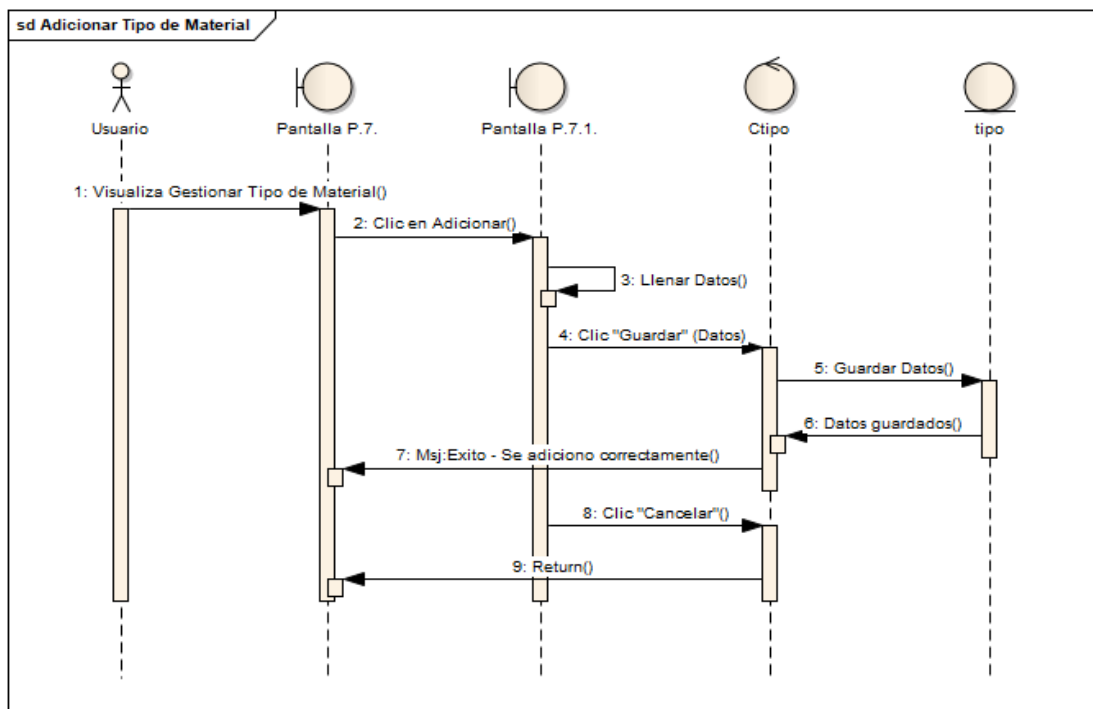 sd Adicionar Tipo de Material
Usuario
Pantalla P.7.
Pantalla P.7.1.
Ctipo
tipo
1: Visualiza Gestionar Tipo de Material()
2: Clic en Adicionar()
3: Llenar Datos()
4: Clic "Guardar" (Datos)
5: Guardar Datos()
6: Datos guardados()
7: Msj:Exito - Se adiciono correctamente()
8: Clic "Cancelar"()
9: Return()